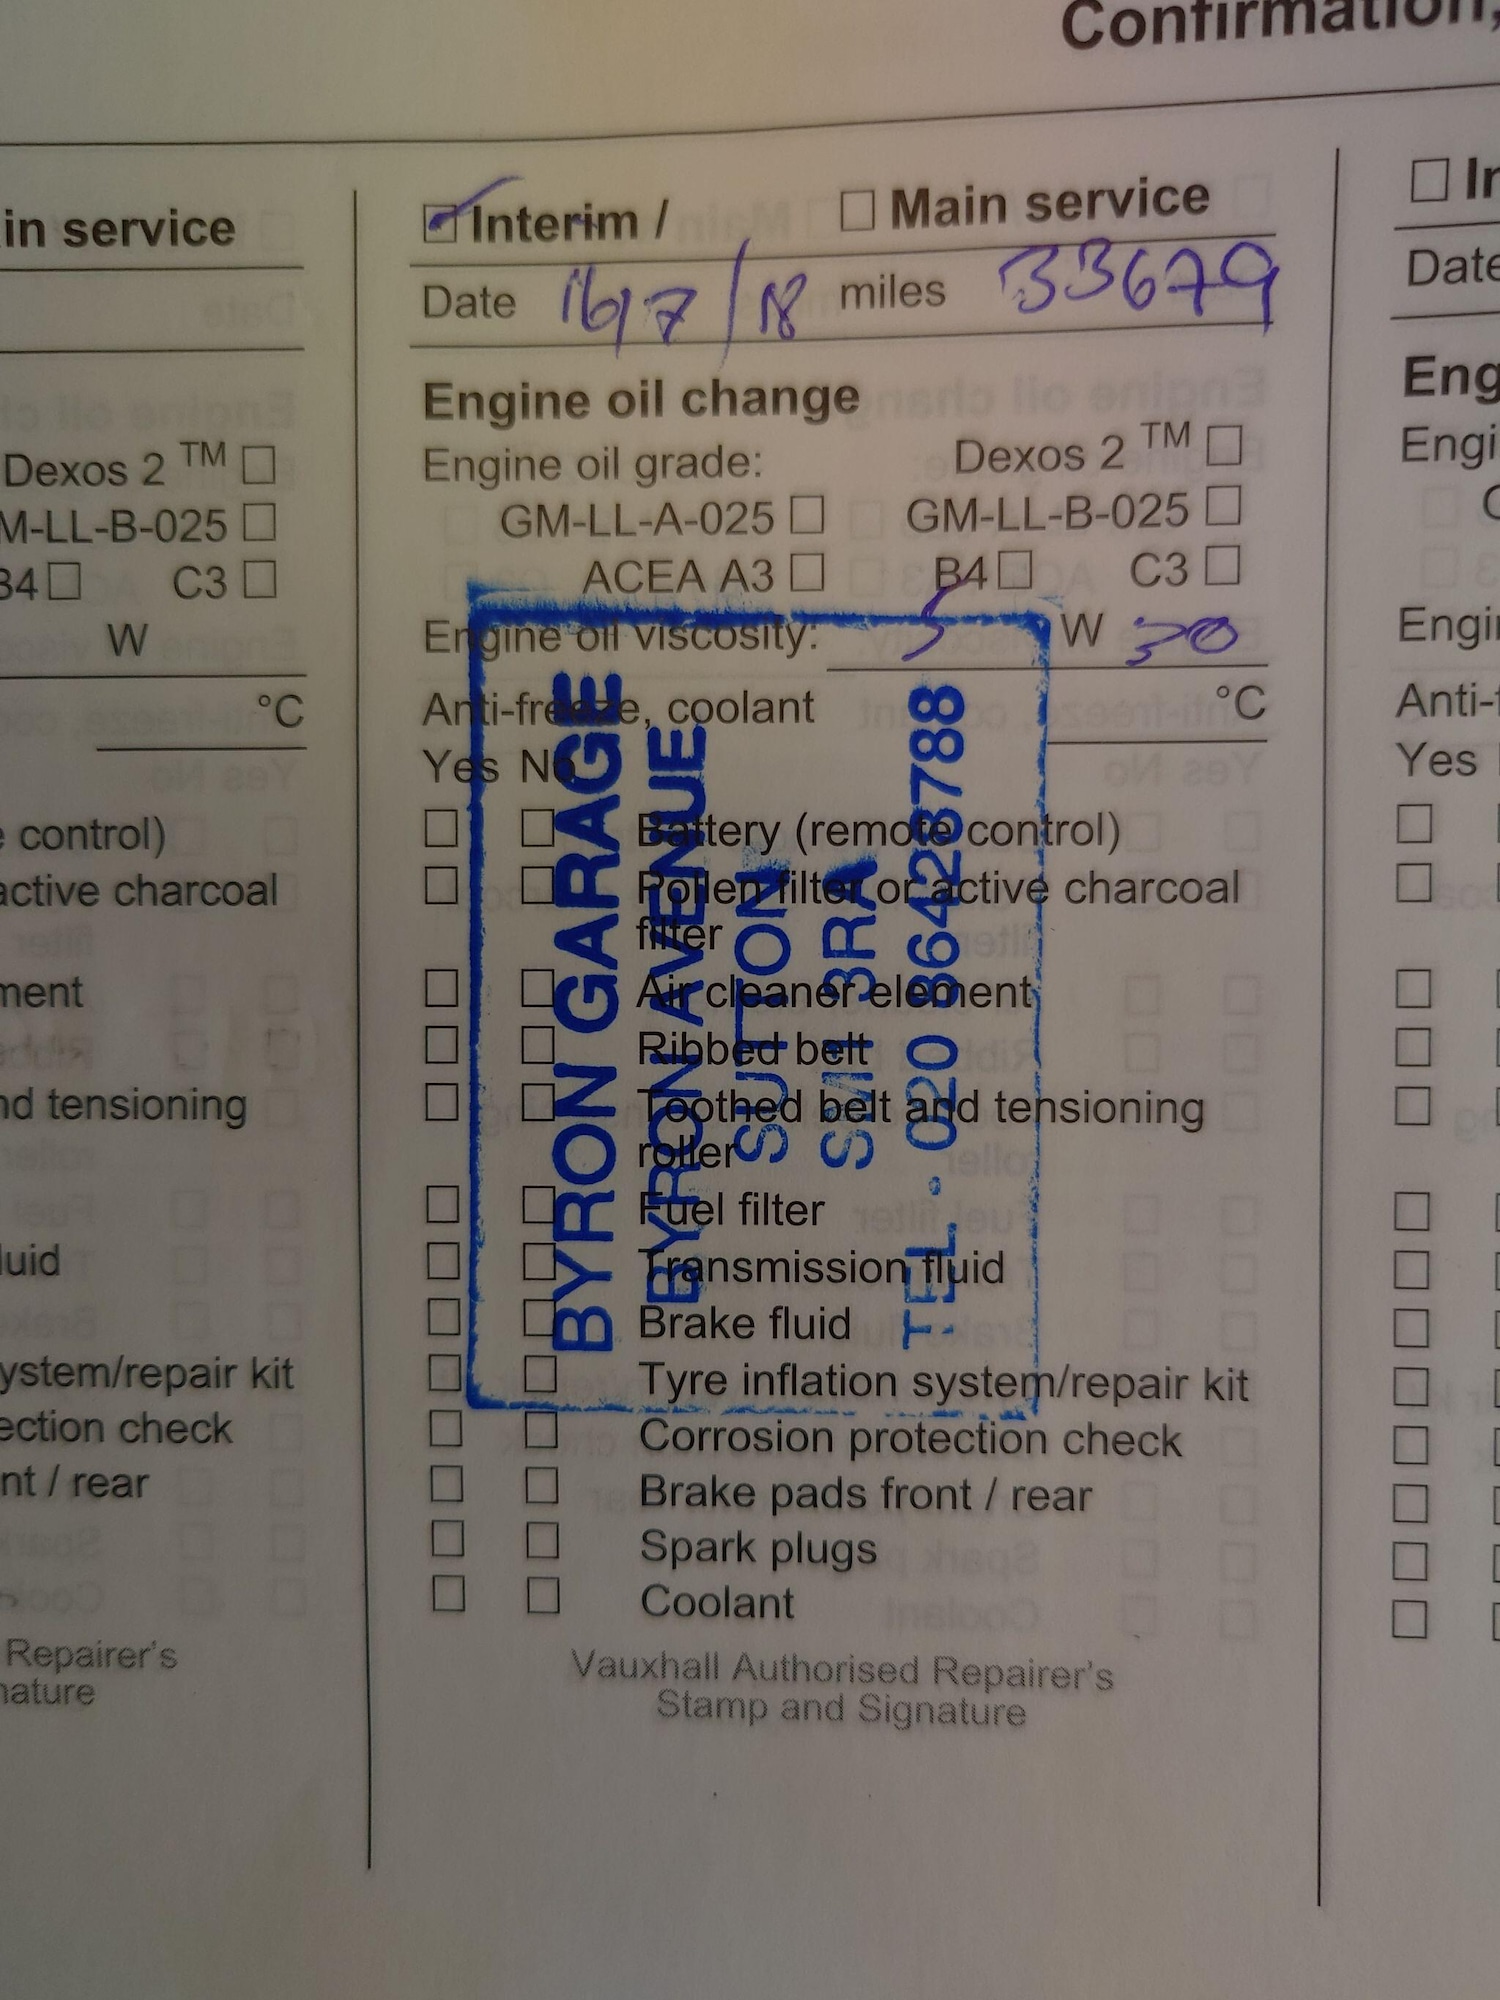 Confirmation,
in service
Dexos 2 TM
M-LL-B-025
B4 C3
W
°C
e control)
active charcoal
ment
nd tensioning
luid
ystem/repair kit
ection check
nt / rear
Repairer's
nature
Interim / Main service
Date 16/7/18 miles 33679
Engine oil change
Engine oil grade: Dexos 2 TM
GM-LL-A-025 GM-LL-B-025
ACEA A3 B4 C3
Engine oil viscosity: 5 W 30
Anti-freeze, coolant °C
Yes No
Battery (remote control)
Pollen filter or active charcoal
filter
Air cleaner element
Ribbed belt
Toothed belt and tensioning
roller
Fuel filter
Transmission fluid
Brake fluid
Tyre inflation system/repair kit
Corrosion protection check
Brake pads front / rear
Spark plugs
Coolant
Vauxhall Authorised Repairer's
Stamp and Signature
BYRON GARAGE
BYRON AVENUE
SUTTON
SM1 3RA
TEL. 020 86428788
In
Date
Eng
Engi
Engi
Anti-f
Yes